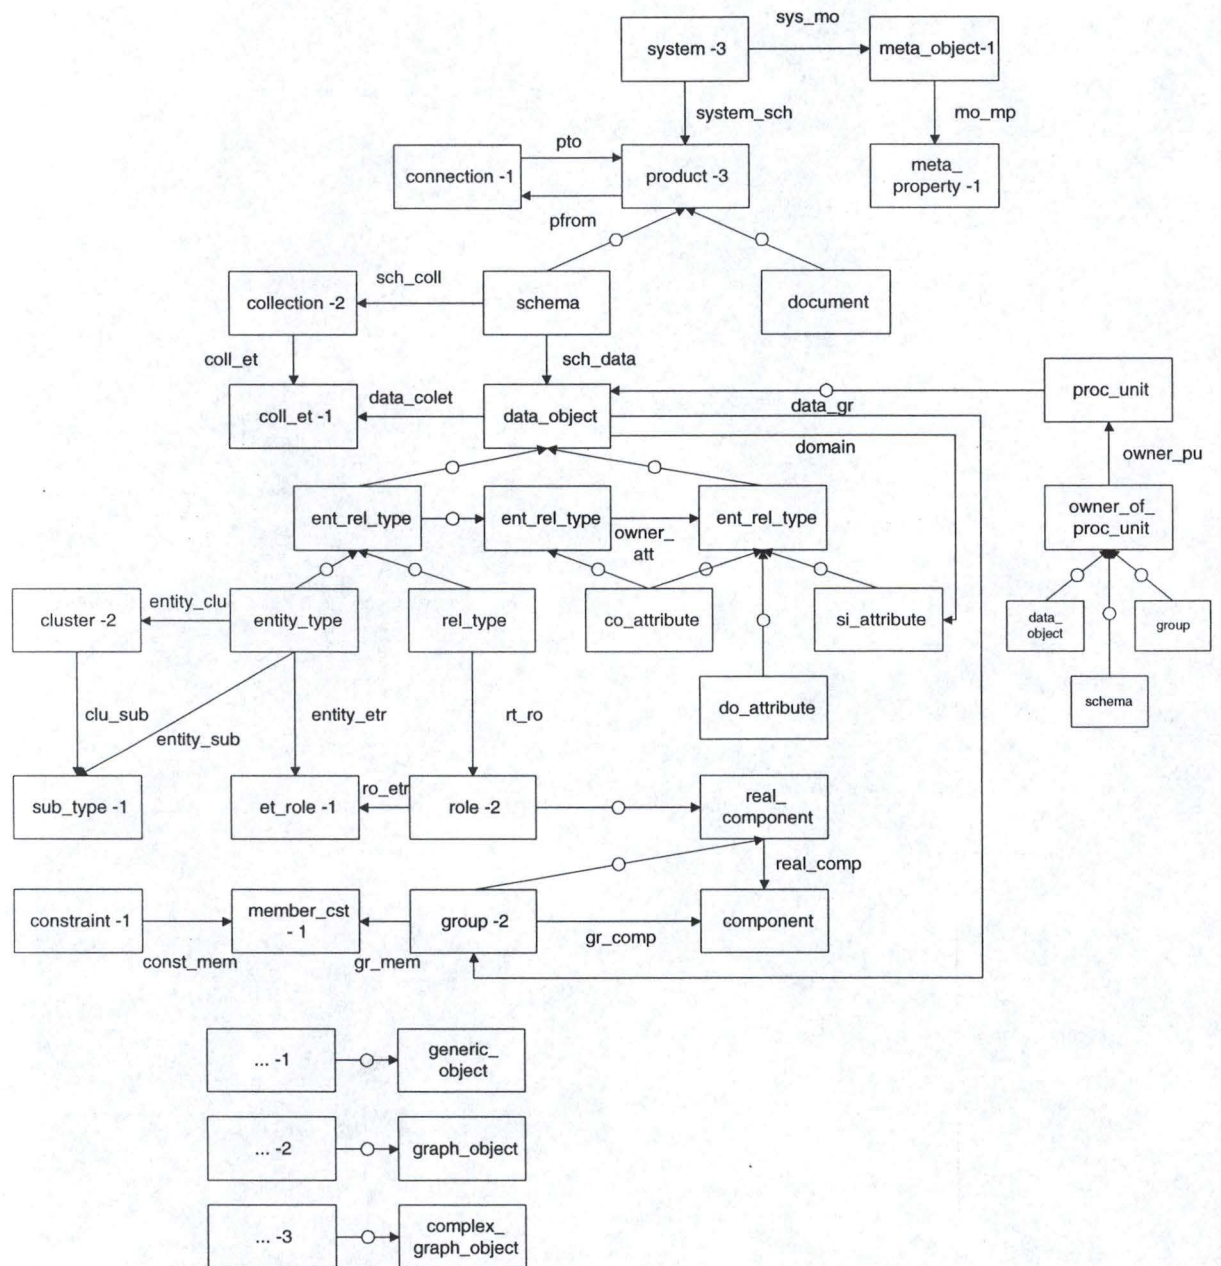 sys_mo
system -3
meta_object-1
system_sch
mo_mp
pto
connection -1
product -3
meta_
property -1
pfrom
sch_coll
collection -2
schema
document
coll_et
sch_data
data_colet
coll_et -1
data_object
data_gr
proc_unit
domain
owner_pu
ent_rel_type
ent_rel_type
ent_rel_type
owner_of_
proc_unit
owner_
att
entity_clu
cluster -2
entity_type
rel_type
co_attribute
si_attribute
data_
object
group
clu_sub
entity_etr
rt_ro
do_attribute
schema
entity_sub
ro_etr
sub_type -1
et_role -1
role -2
real_
component
real_comp
constraint -1
member_cst
- 1
group -2
component
gr_comp
const_mem
gr_mem
... -1
generic_
object
... -2
graph_object
... -3
complex_
graph_object